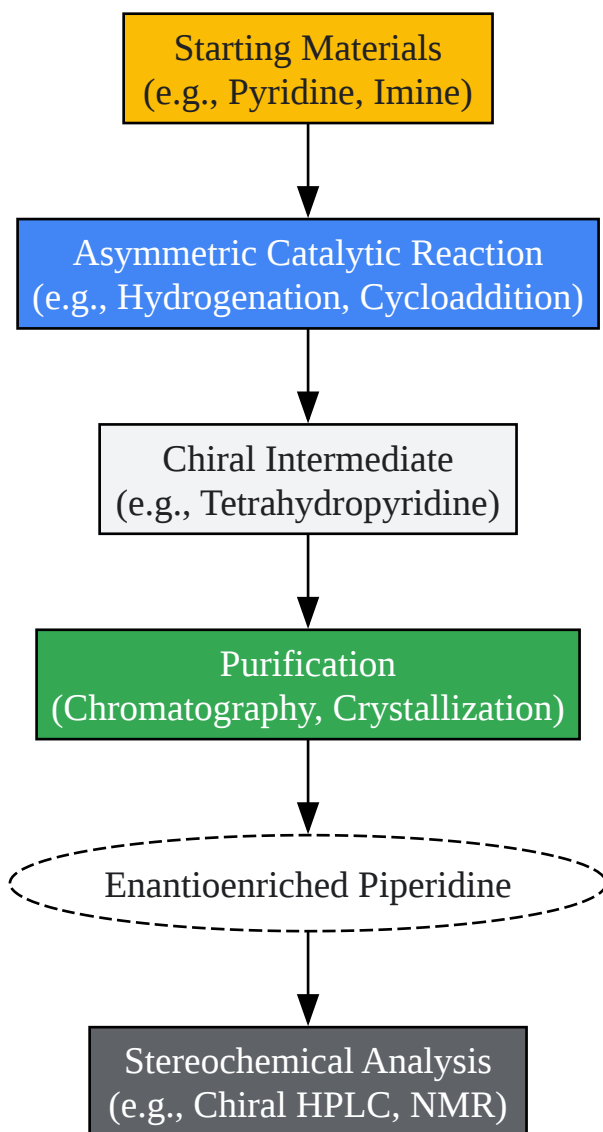 Starting Materials
(e.g., Pyridine, Imine)
Asymmetric Catalytic Reaction
(e.g., Hydrogenation, Cycloaddition)
Chiral Intermediate
(e.g., Tetrahydropyridine)
Purification
(Chromatography, Crystallization)
Enantioenriched Piperidine
Stereochemical Analysis
(e.g., Chiral HPLC, NMR)